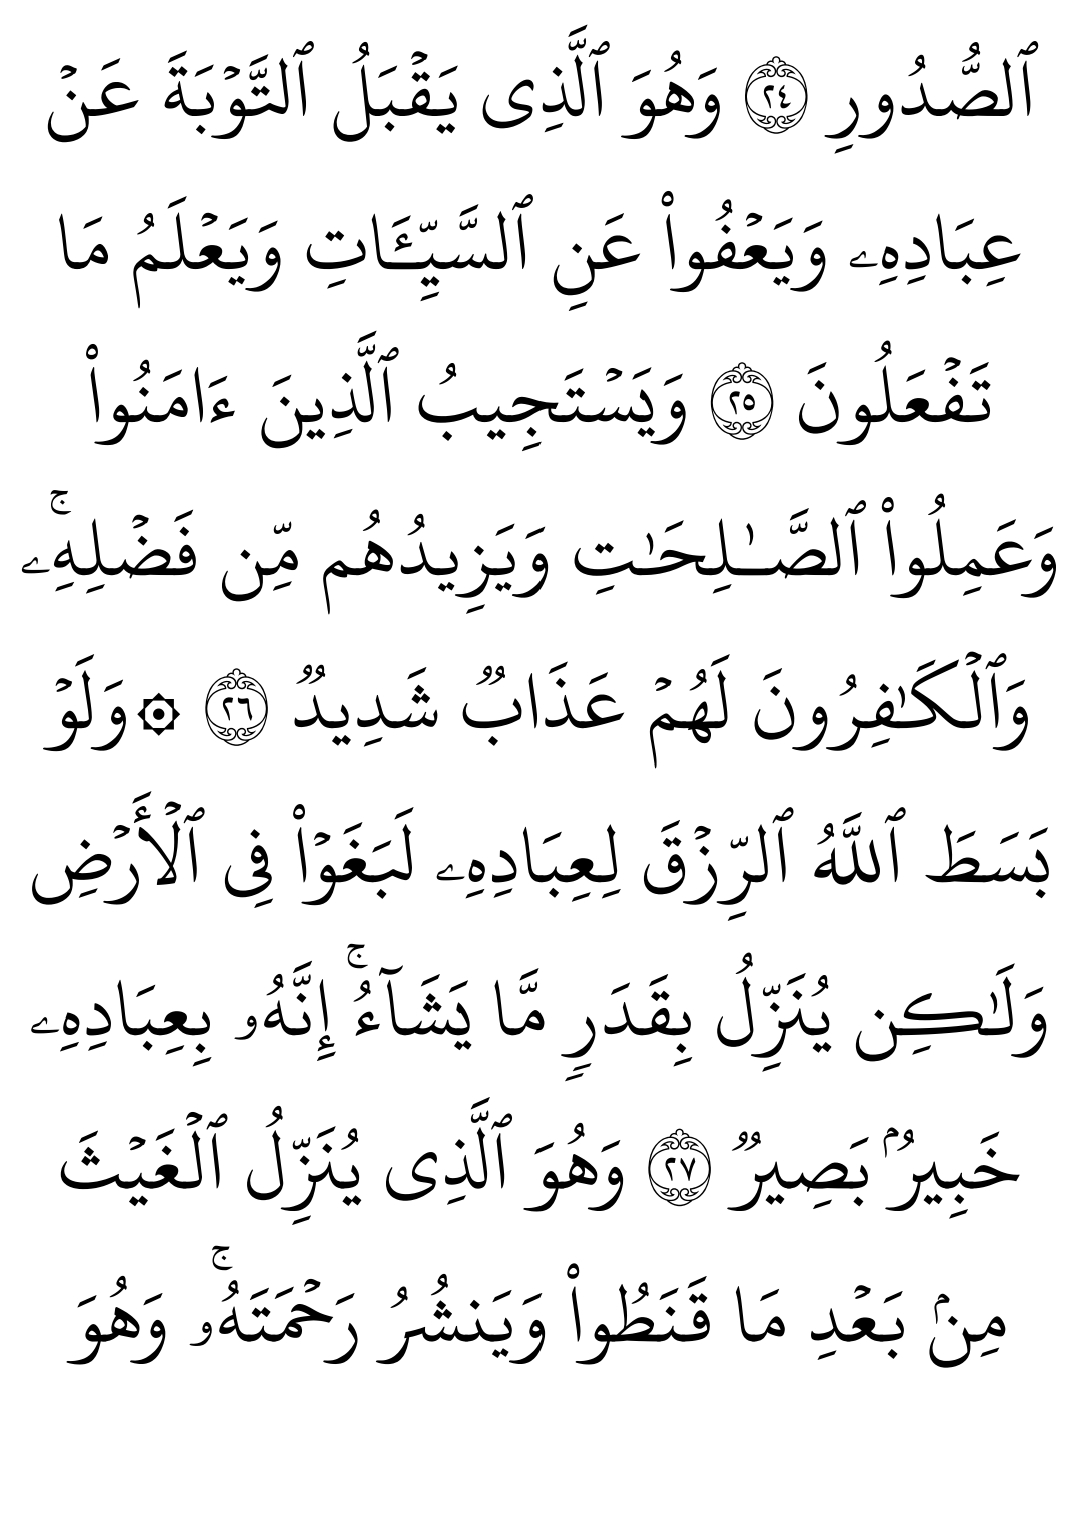 ٱلصُّدُورِ ٢٤ وَهُوَ ٱلَّذِى يَقْبَلُ ٱلتَّوْبَةَ عَنْ
عِبَادِهِۦ وَيَعْفُوا۟ عَنِ ٱلسَّيِّـَٔاتِ وَيَعْلَمُ مَا
تَفْعَلُونَ ٢٥ وَيَسْتَجِيبُ ٱلَّذِينَ ءَامَنُوا۟
وَعَمِلُوا۟ ٱلصَّـٰلِحَـٰتِ وَيَزِيدُهُم مِّن فَضْلِهِۦ ۚ
وَٱلْكَـٰفِرُونَ لَهُمْ عَذَابٌ شَدِيدٌ ٢٦ ۞ وَلَوْ
بَسَطَ ٱللَّهُ ٱلرِّزْقَ لِعِبَادِهِۦ لَبَغَوْا۟ فِى ٱلْأَرْضِ
وَلَـٰكِن يُنَزِّلُ بِقَدَرٍ مَّا يَشَآءُ ۚ إِنَّهُۥ بِعِبَادِهِۦ
خَبِيرٌۢ بَصِيرٌ ٢٧ وَهُوَ ٱلَّذِى يُنَزِّلُ ٱلْغَيْثَ
مِنۢ بَعْدِ مَا قَنَطُوا۟ وَيَنشُرُ رَحْمَتَهُۥ ۚ وَهُوَ